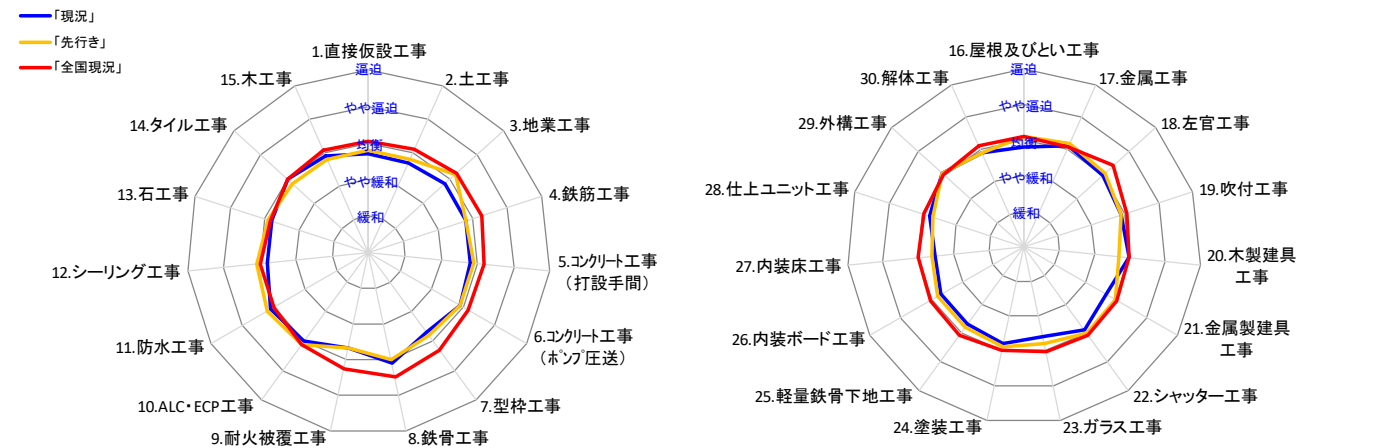 「現況」
「先行き」
「全国現況」
1.直接仮設工事
2.土工事
3.地業工事
4.鉄筋工事
5.コンクリート工事
（打設手間）
6.コンクリート工事
（ポンプ圧送）
7.型枠工事
8.鉄骨工事
9.耐火被覆工事
10.ALC・ECP工事
11.防水工事
12.シーリング工事
13.石工事
14.タイル工事
15.木工事
逼迫
やや逼迫
均衡
やや緩和
緩和
16.屋根及びとい工事
17.金属工事
18.左官工事
19.吹付工事
20.木製建具
工事
21.金属製建具
工事
22.シャッター工事
23.ガラス工事
24.塗装工事
25.軽量鉄骨下地工事
26.内装ボード工事
27.内装床工事
28.仕上ユニット工事
29.外構工事
30.解体工事
逼迫
やや逼迫
均衡
やや緩和
緩和